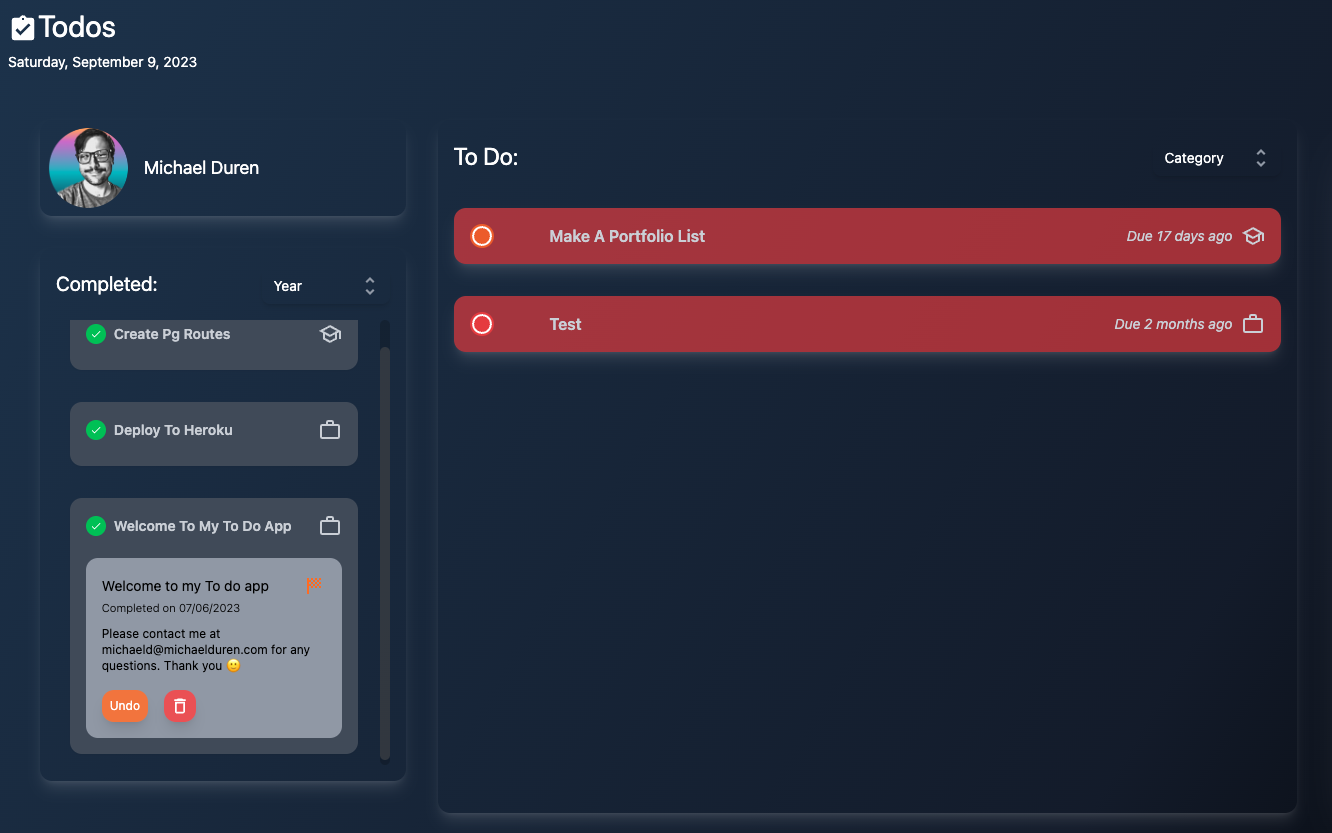 Todos
Saturday, September 9, 2023
Michael Duren
Completed:
Year
Create Pg Routes
Deploy To Heroku
Welcome To My To Do App
Welcome to my To do app
Completed on 07/06/2023
Please contact me at
michaeld@michaelduren.com for any
questions. Thank you 🙂
Undo
To Do:
Category
Make A Portfolio List
Due 17 days ago
Test
Due 2 months ago